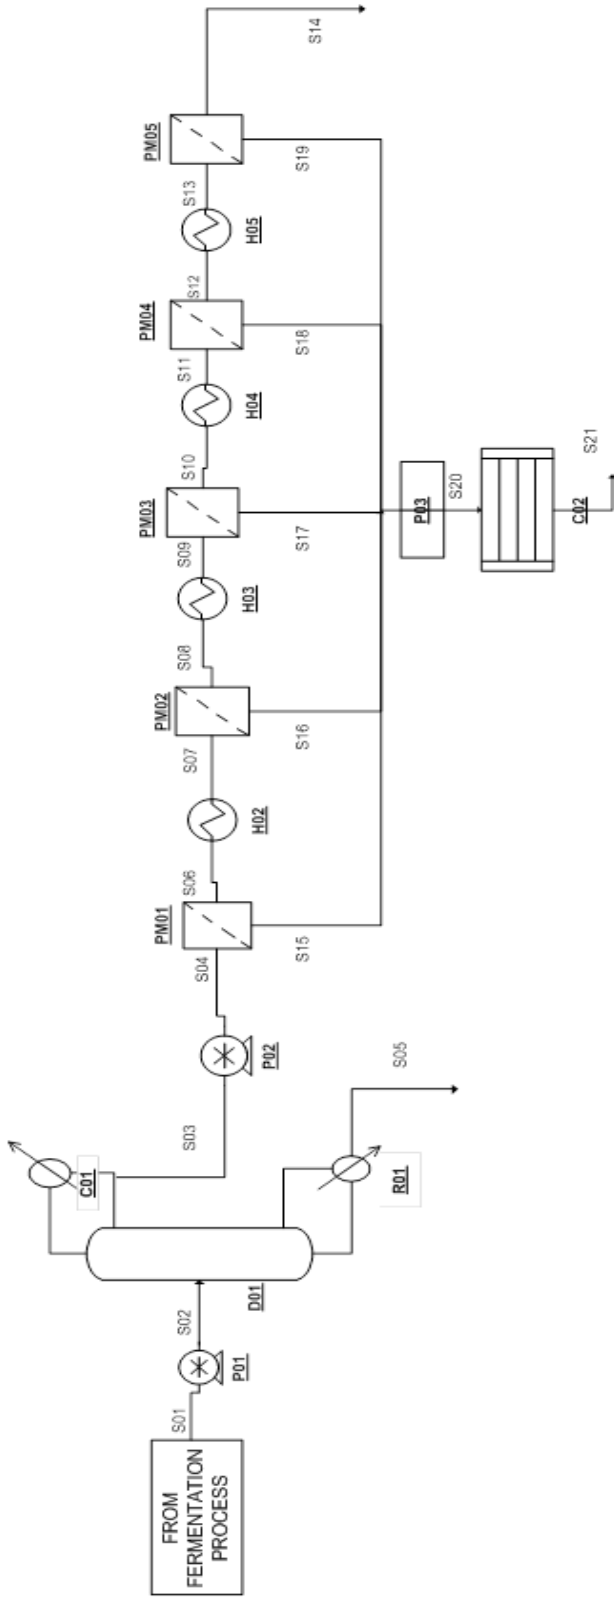 FROM
FERMENTATION
PROCESS
S01
P01
S02
D01
C01
R01
S03
S05
P02
S04
PM01
S15
S06
H02
S07
PM02
S16
S08
H03
S09
PM03
S17
S10
H04
S11
PM04
S18
S12
H05
S13
PM05
S19
S14
P03
S20
C02
S21